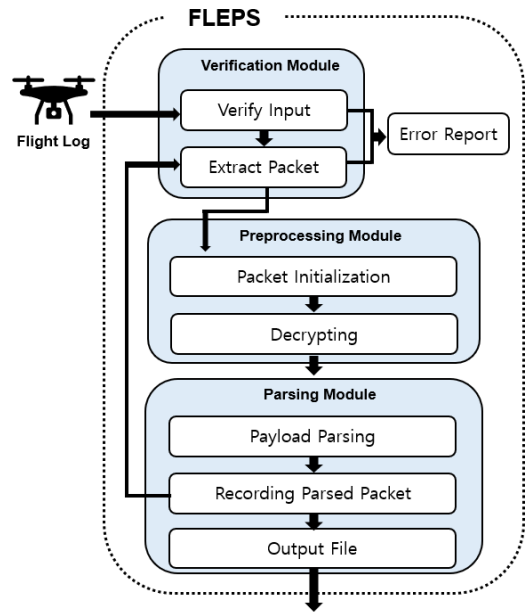 FLEPS
Verification Module
Flight Log
Verify Input
Extract Packet
Error Report
Preprocessing Module
Packet Initialization
Decrypting
Parsing Module
Payload Parsing
Recording Parsed Packet
Output File